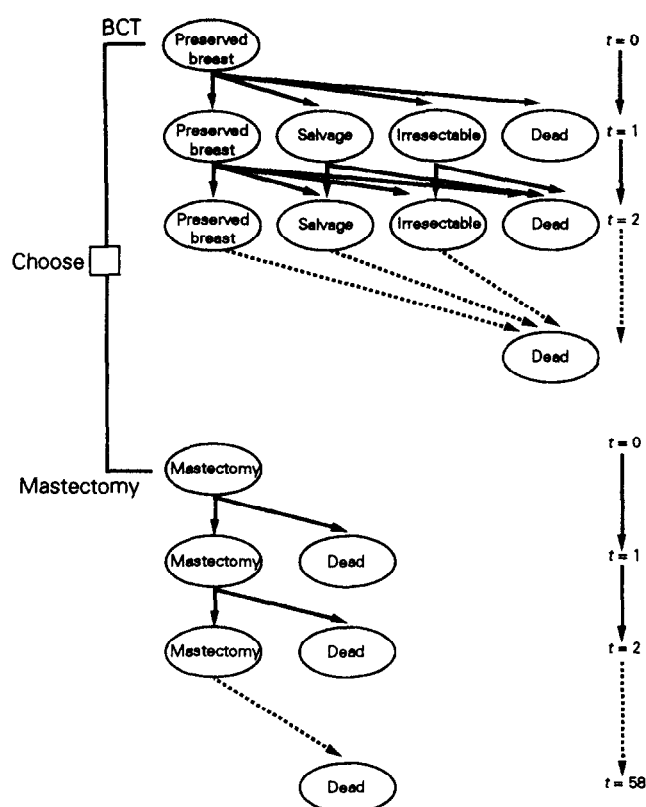 BCT
Preserved
breast
t = 0
Preserved
breast
Salvage
Irresectable
Dead
t = 1
Preserved
breast
Salvage
Irresectable
Dead
t = 2
Choose
Dead
Mastectomy
Mastectomy
t = 0
Mastectomy
Dead
t = 1
Mastectomy
Dead
t = 2
Dead
t = 58